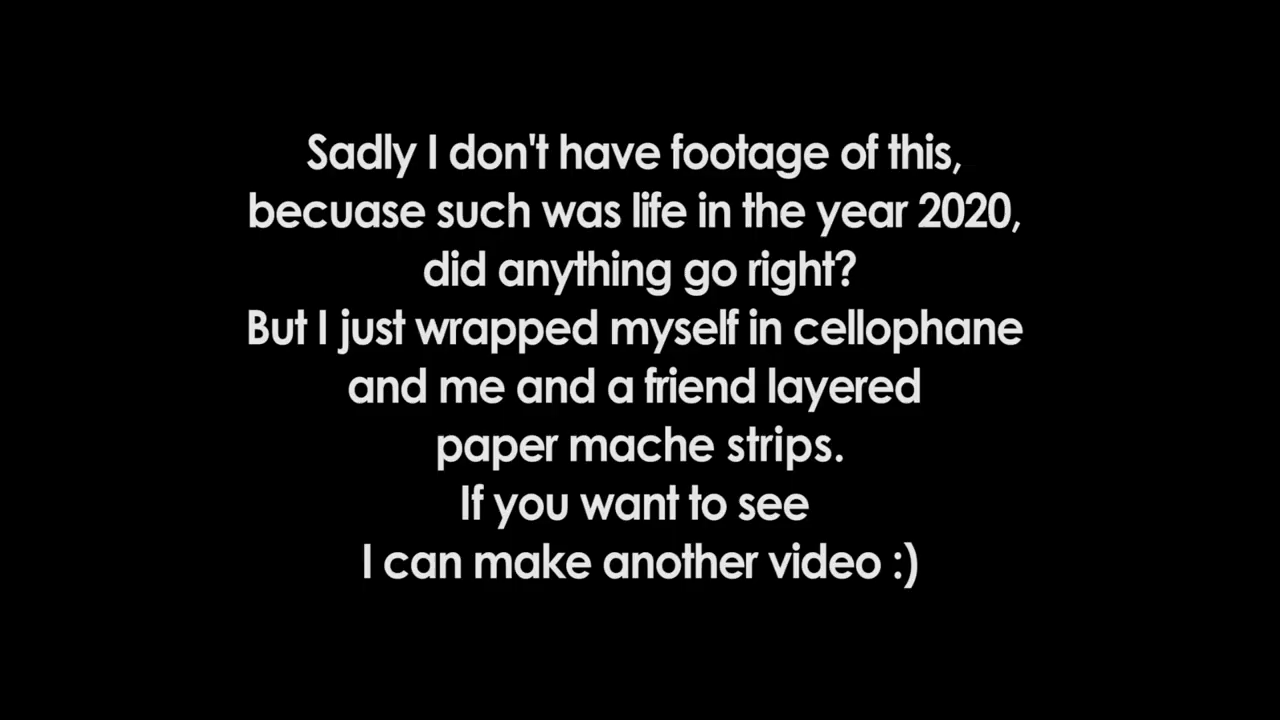 Sadly I don't have footage of this,
becuase such was life in the year 2020,
did anything go right?
But I just wrapped myself in cellophane
and me and a friend layered
paper mache strips.
If you want to see
I can make another video :)